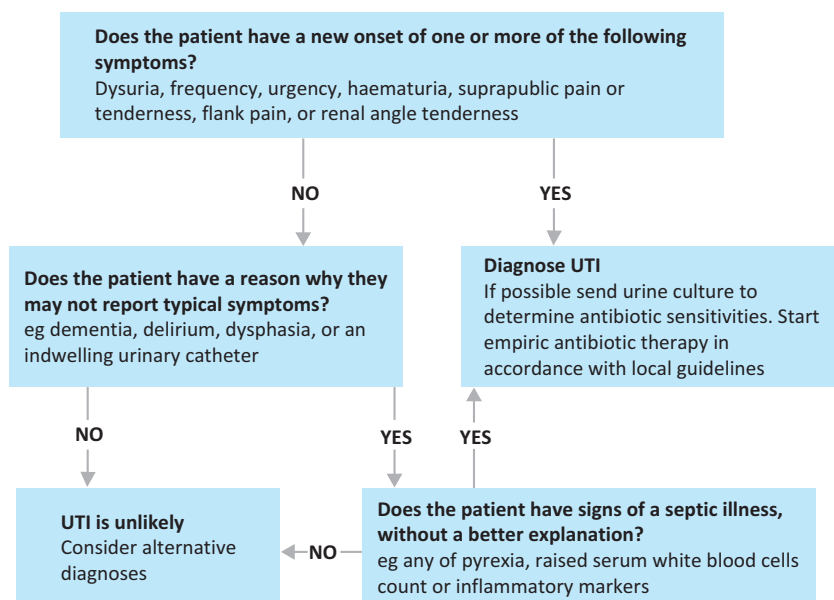 Does the patient have a new onset of one or more of the following
symptoms?
Dysuria, frequency, urgency, haematuria, suprapublic pain or
tenderness, flank pain, or renal angle tenderness
NO
YES
Does the patient have a reason why they
may not report typical symptoms?
eg dementia, delirium, dysphasia, or an
indwelling urinary catheter
Diagnose UTI
If possible send urine culture to
determine antibiotic sensitivities. Start
empiric antibiotic therapy in
accordance with local guidelines
NO
YES
YES
UTI is unlikely
Consider alternative
diagnoses
NO
Does the patient have signs of a septic illness,
without a better explanation?
eg any of pyrexia, raised serum white blood cells
count or inflammatory markers